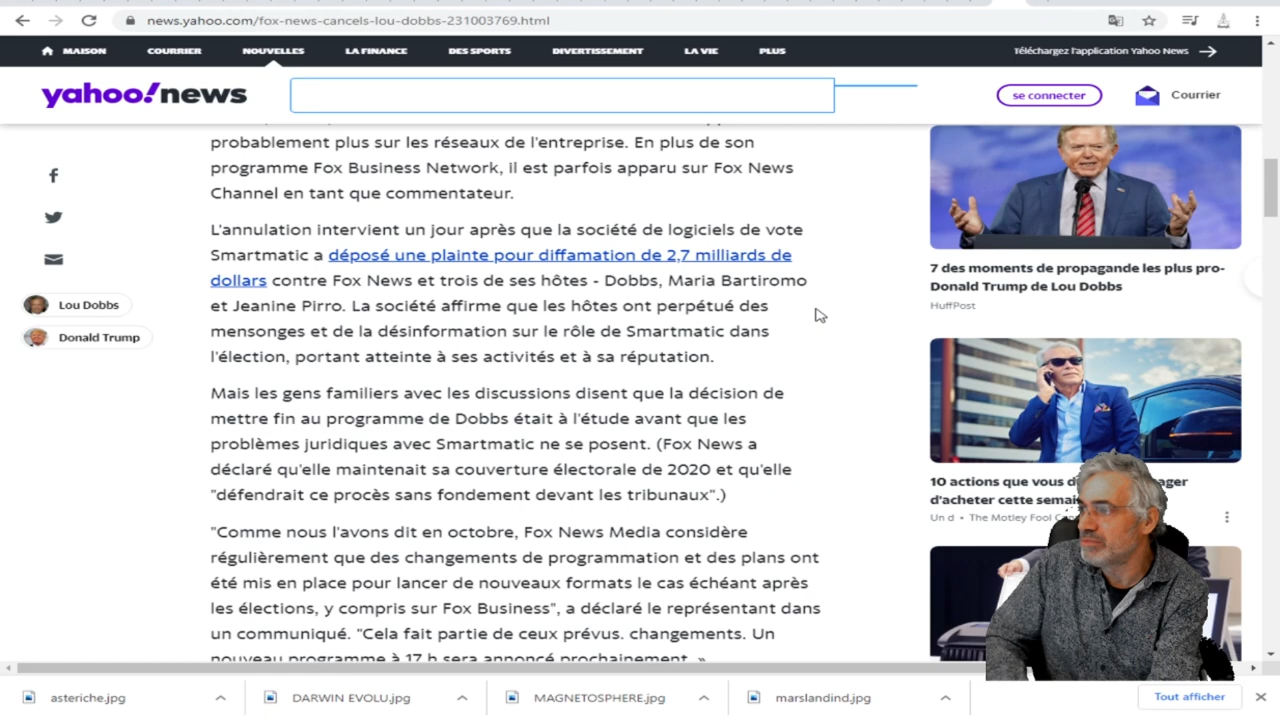 news.yahoo.com/fox-news-cancels-lou-dobbs-231003769.html
MAISON COURRIER NOUVELLES LA FINANCE DES SPORTS DIVERTISSEMENT LA VIE PLUS Téléchargez l'application Yahoo News
yahoo!news
se connecter
Courrier
probablement plus sur les réseaux de l'entreprise. En plus de son
programme Fox Business Network, il est parfois apparu sur Fox News
Channel en tant que commentateur.
L'annulation intervient un jour après que la société de logiciels de vote
Smartmatic a déposé une plainte pour diffamation de 2,7 milliards de
dollars contre Fox News et trois de ses hôtes - Dobbs, Maria Bartiromo
et Jeanine Pirro. La société affirme que les hôtes ont perpétué des
mensonges et de la désinformation sur le rôle de Smartmatic dans
l'élection, portant atteinte à ses activités et à sa réputation.
Mais les gens familiers avec les discussions disent que la décision de
mettre fin au programme de Dobbs était à l'étude avant que les
problèmes juridiques avec Smartmatic ne se posent. (Fox News a
déclaré qu'elle maintenait sa couverture électorale de 2020 et qu'elle
"défendrait ce procès sans fondement devant les tribunaux".)
"Comme nous l'avons dit en octobre, Fox News Media considère
régulièrement que des changements de programmation et des plans ont
été mis en place pour lancer de nouveaux formats le cas échéant après
les élections, y compris sur Fox Business", a déclaré le représentant dans
un communiqué. "Cela fait partie de ceux prévus. changements. Un
nouveau programme à 17 h sera annoncé prochainement. »
Lou Dobbs
Donald Trump
7 des moments de propagande les plus pro-
Donald Trump de Lou Dobbs
HuffPost
10 actions que vous d ager
d'acheter cette semai
Un d • The Motley Fool
asteriche.jpg
DARWIN EVOLU.jpg
MAGNETOSPHERE.jpg
marslandind.jpg
Tout afficher